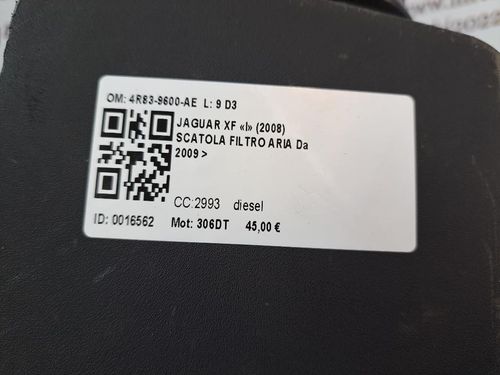 OM: 4R83-9600-AE L: 9 D3
JAGUAR XF «I» (2008)
SCATOLA FILTRO ARIA Da
2009 >
CC:2993 diesel
ID: 0016562 Mot: 306DT 45,00 €